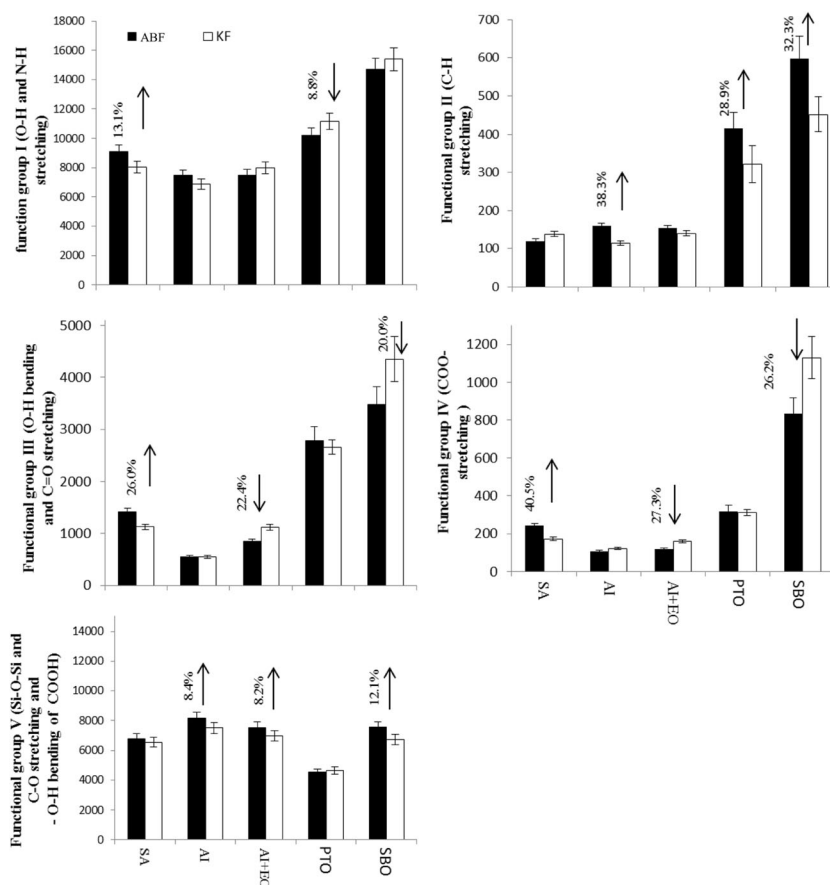 function group I (O-H and N-H
stretching)
18000
16000
14000
12000
10000
8000
6000
4000
2000
0
ABF
KF
13.1%
8.8%
Functional group II (C-H
stretching)
700
600
500
400
300
200
100
0
38.3%
28.9%
32.3%
Functional group III (O-H bending
and C=O stretching)
5000
4000
3000
2000
1000
0
26.0%
22.4%
20.0%
Functional group IV (COO-
stretching )
1200
1000
800
600
400
200
0
40.5%
27.3%
26.2%
SA
AI
AI+EO
PTO
SBO
Functional group V (Si-O-Si and
C-O stretching and
- O-H bending of COOH)
14000
12000
10000
8000
6000
4000
2000
0
8.4%
8.2%
12.1%
SA
AI
AI+EO
PTO
SBO